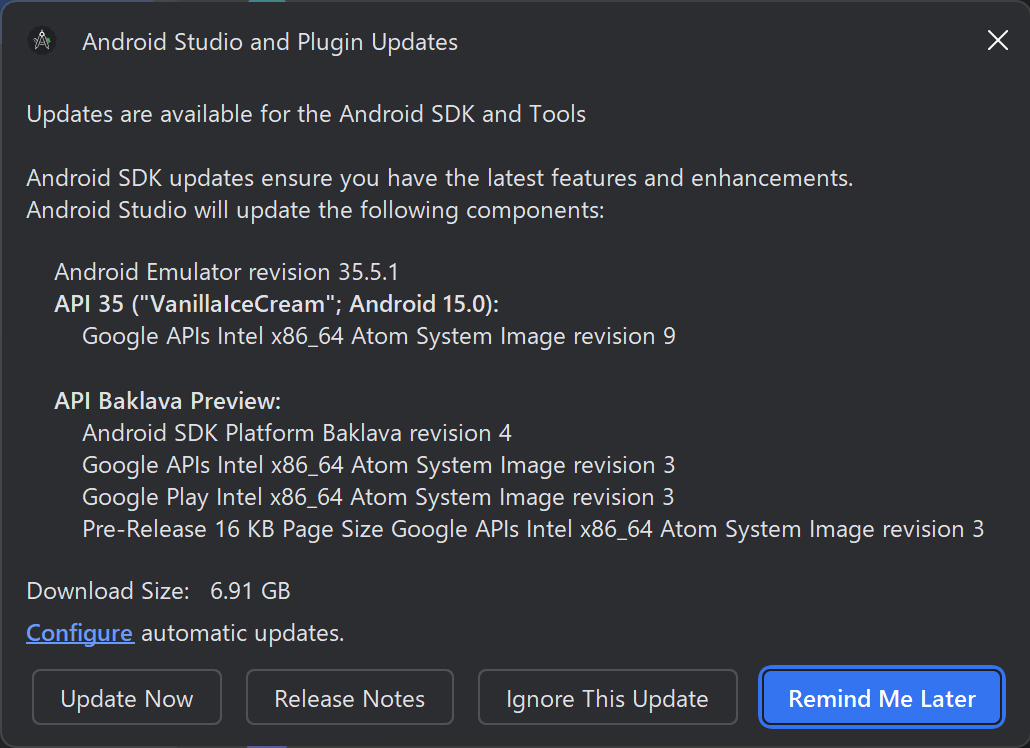 Android Studio and Plugin Updates
Updates are available for the Android SDK and Tools
Android SDK updates ensure you have the latest features and enhancements.
Android Studio will update the following components:
Android Emulator revision 35.5.1
API 35 ("VanillaIceCream"; Android 15.0):
Google APIs Intel x86_64 Atom System Image revision 9
API Baklava Preview:
Android SDK Platform Baklava revision 4
Google APIs Intel x86_64 Atom System Image revision 3
Google Play Intel x86_64 Atom System Image revision 3
Pre-Release 16 KB Page Size Google APIs Intel x86_64 Atom System Image revision 3
Download Size: 6.91 GB
Configure automatic updates.
Update Now Release Notes Ignore This Update Remind Me Later